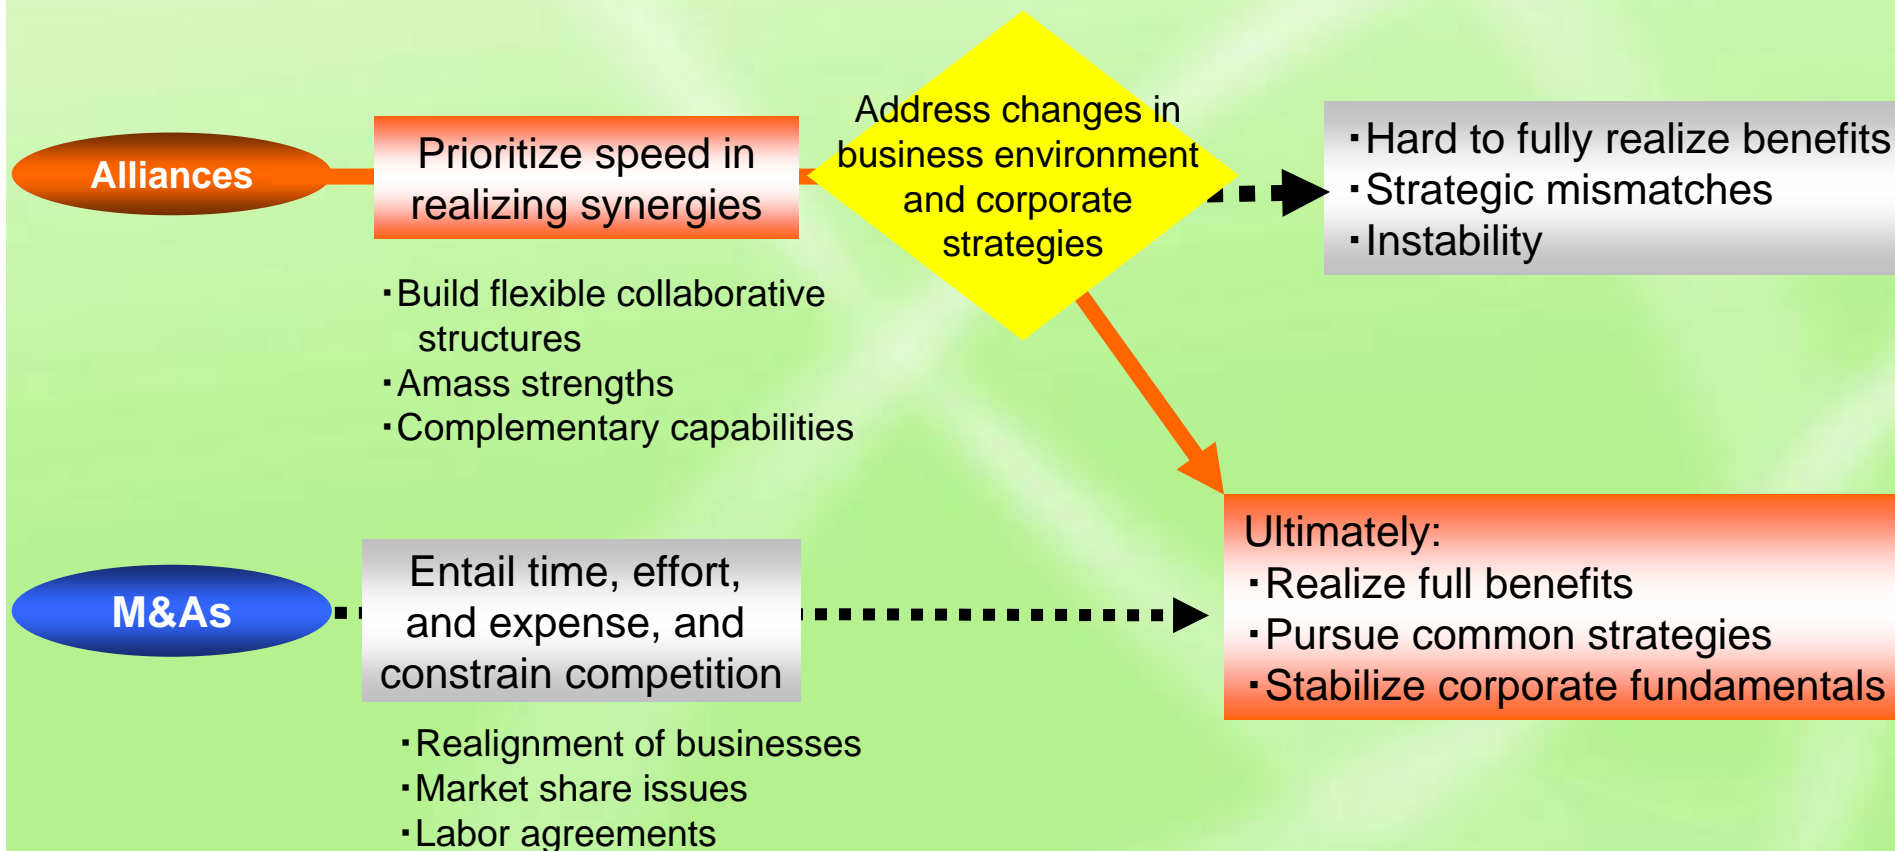 Alliances
Prioritize speed in
realizing synergies
・Build flexible collaborative
structures
・Amass strengths
・Complementary capabilities
Address changes in
business environment
and corporate
strategies
・Hard to fully realize benefits
・Strategic mismatches
・Instability
M&As
Entail time, effort,
and expense, and
constrain competition
・Realignment of businesses
・Market share issues
・Labor agreements
Ultimately:
・Realize full benefits
・Pursue common strategies
・Stabilize corporate fundamentals